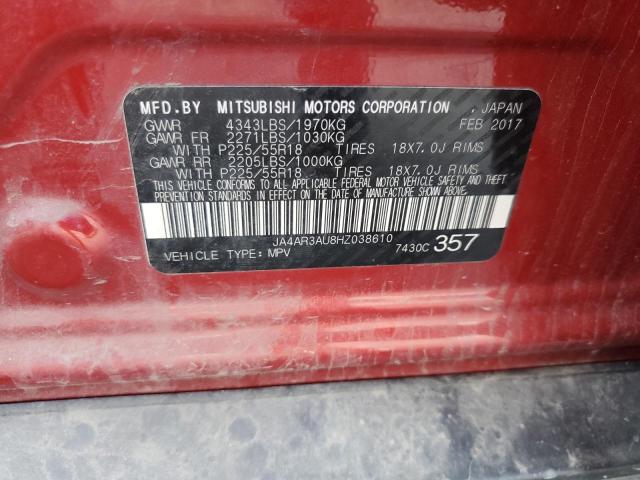 MFD.BY MITSUBISHI MOTORS CORPORATION , JAPAN
GVWR 4343LBS/1970KG FEB 2017
GAWR FR 2271LBS/1030KG
WITH P225/55R18 TIRES 18X7.0J RIMS
GAWR RR 2205LBS/1000KG
WITH P225/55R18 TIRES 18X7.0J RIMS
THIS VEHICLE CONFORMS TO ALL APPLICABLE FEDERAL MOTOR VEHICLE SAFETY AND THEFT
PREVENTION STANDARDS IN EFFECT ON THE DATE OF MANUFACTURE SHOWN ABOVE.
JA4AR3AU8HZ038610
VEHICLE TYPE: MPV 7430C 357